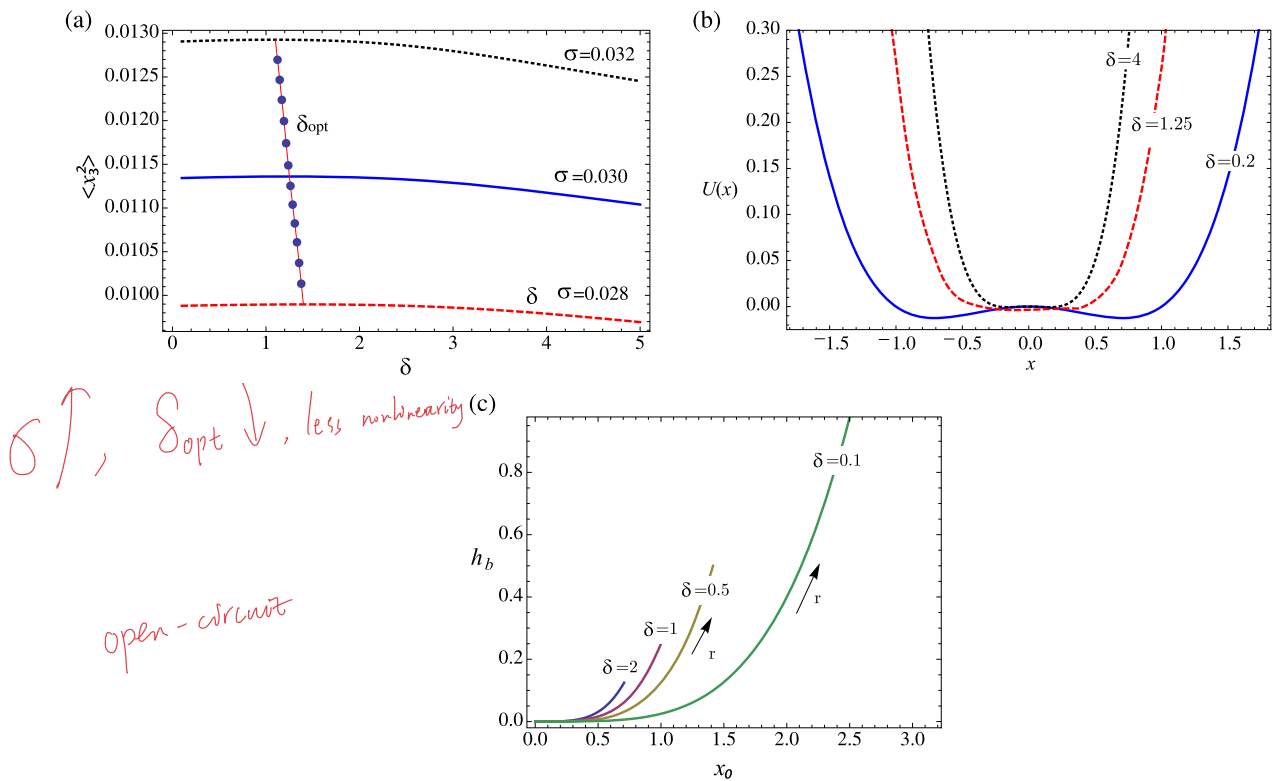 (a)
0.0130
0.0125
0.0120
0.0115
0.0110
0.0105
0.0100
<x₃²>
σ=0.032
δopt
σ=0.030
δ σ=0.028
0 1 2 3 4 5
δ
(b)
0.30
0.25
0.20
0.15
0.10
0.05
0.00
U(x)
δ=4
δ=1.25
δ=0.2
−1.5 −1.0 −0.5 0.0 0.5 1.0 1.5
x
σ↑, δopt ↓, less nonlinearity
open-circuit
(c)
0.8
0.6
0.4
0.2
0.0
h_b
δ=0.1
δ=0.5
δ=1
δ=2
r
r
0.0 0.5 1.0 1.5 2.0 2.5 3.0
x₀